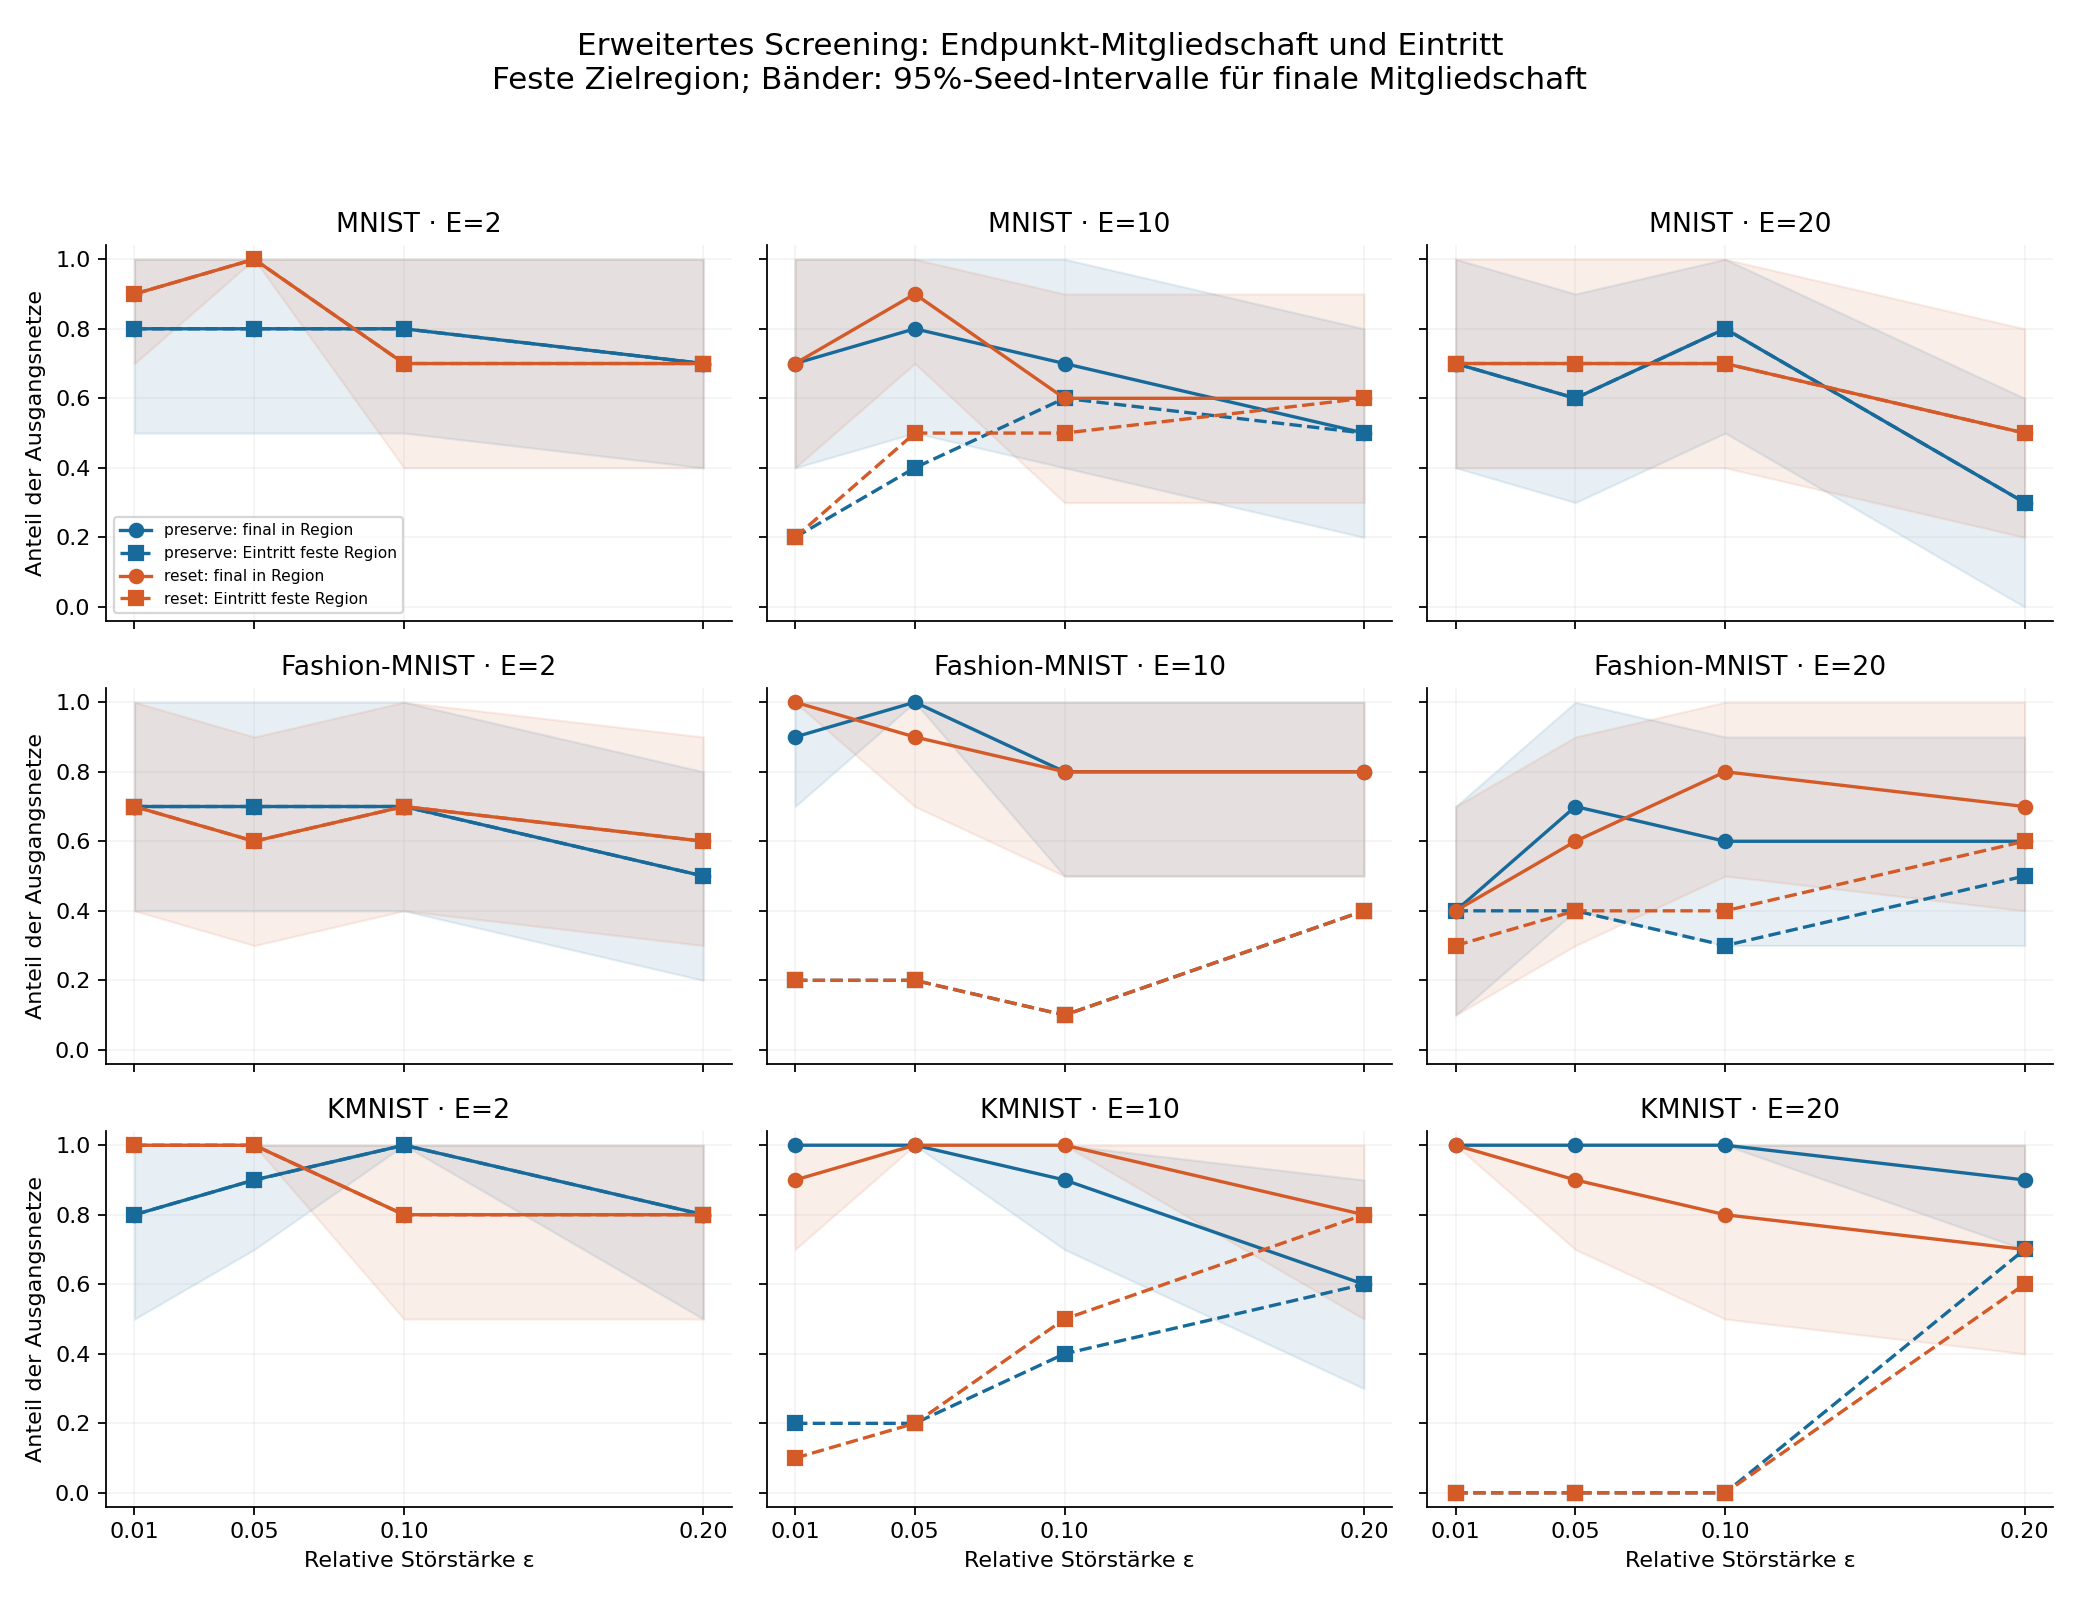 Erweitertes Screening: Endpunkt-Mitgliedschaft und Eintritt
Feste Zielregion; Bänder: 95%-Seed-Intervalle für finale Mitgliedschaft
MNIST · E=2
MNIST · E=10
MNIST · E=20
Anteil der Ausgangsnetze
1.0
0.8
0.6
0.4
0.2
0.0
preserve: final in Region
preserve: Eintritt feste Region
reset: final in Region
reset: Eintritt feste Region
Fashion-MNIST · E=2
Fashion-MNIST · E=10
Fashion-MNIST · E=20
Anteil der Ausgangsnetze
1.0
0.8
0.6
0.4
0.2
0.0
KMNIST · E=2
KMNIST · E=10
KMNIST · E=20
Anteil der Ausgangsnetze
1.0
0.8
0.6
0.4
0.2
0.0
0.01 0.05 0.10 0.20
0.01 0.05 0.10 0.20
0.01 0.05 0.10 0.20
Relative Störstärke ε
Relative Störstärke ε
Relative Störstärke ε